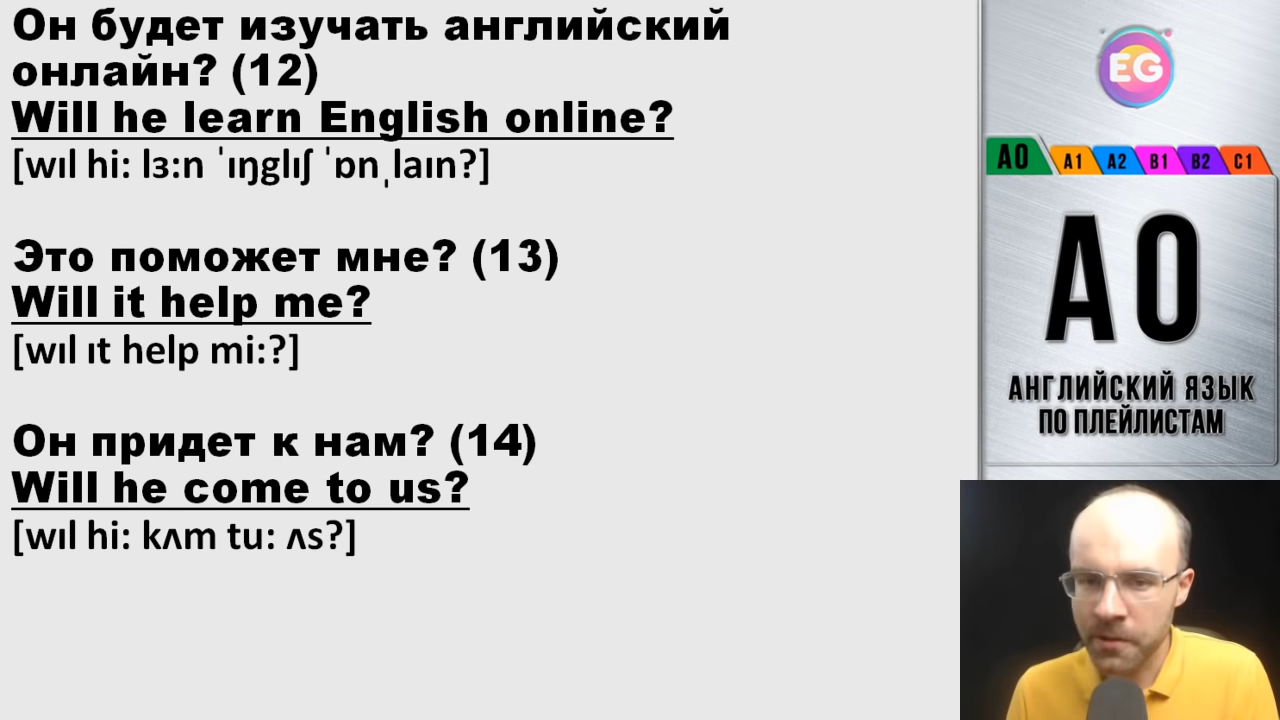 Он будет изучать английский
онлайн? (12)
Will he learn English online?
[wɪl hi: lɜ:n ˈɪŋglɪʃ ˈɒnˌlaɪn?]
Это поможет мне? (13)
Will it help me?
[wɪl ɪt help mi:?]
Он придет к нам? (14)
Will he come to us?
[wɪl hi: kʌm tu: ʌs?]
EG
A0 A1 A2 B1 B2 C1
A0
АНГЛИЙСКИЙ ЯЗЫК
ПО ПЛЕЙЛИСТАМ